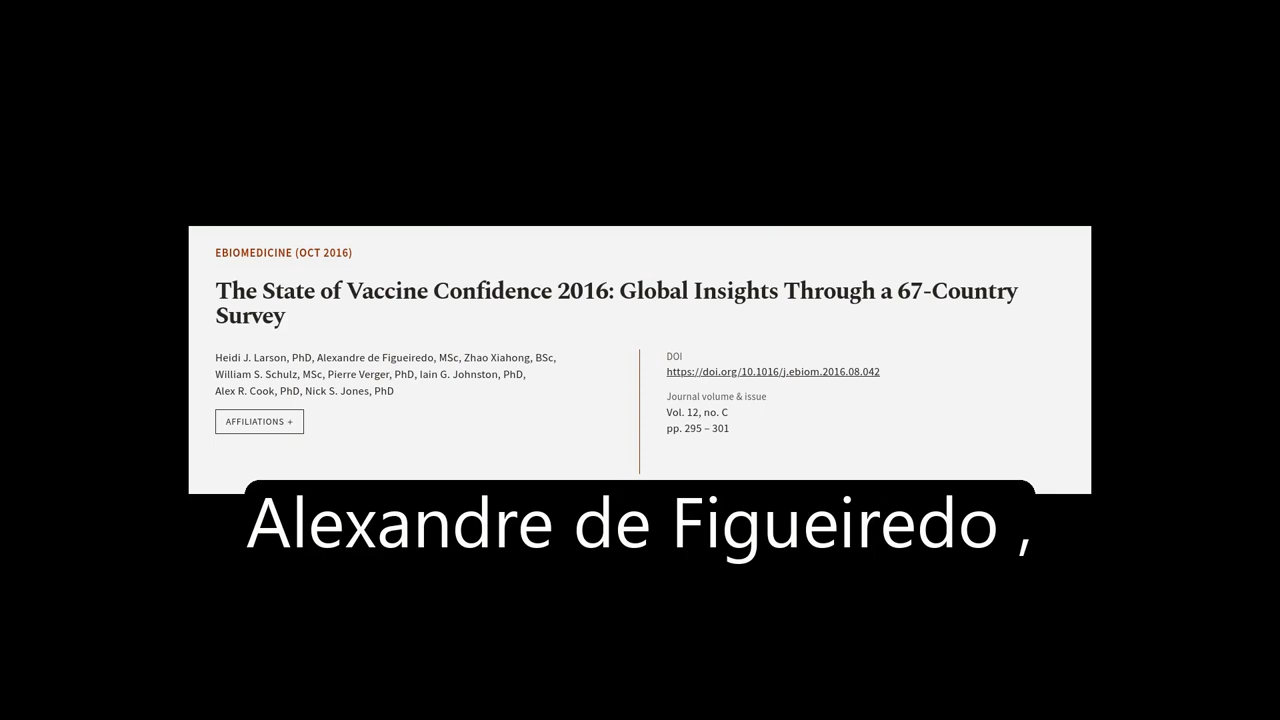 EBIOMEDICINE (OCT 2016)
The State of Vaccine Confidence 2016: Global Insights Through a 67-Country
Survey
Heidi J. Larson, PhD, Alexandre de Figueiredo, MSc, Zhao Xiahong, BSc,
William S. Schulz, MSc, Pierre Verger, PhD, Iain G. Johnston, PhD,
Alex R. Cook, PhD, Nick S. Jones, PhD
AFFILIATIONS +
DOI
https://doi.org/10.1016/j.ebiom.2016.08.042
Journal volume & issue
Vol. 12, no. C
pp. 295 – 301
Alexandre de Figueiredo ,